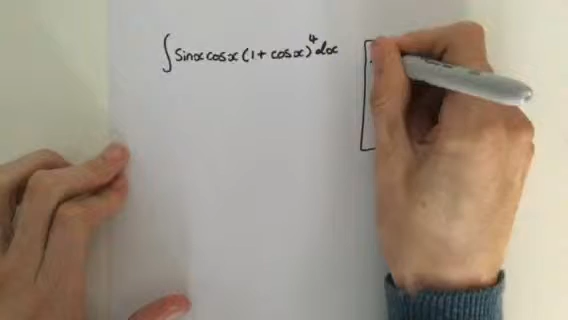 ∫ sinx cosx (1 + cosx)⁴ dx